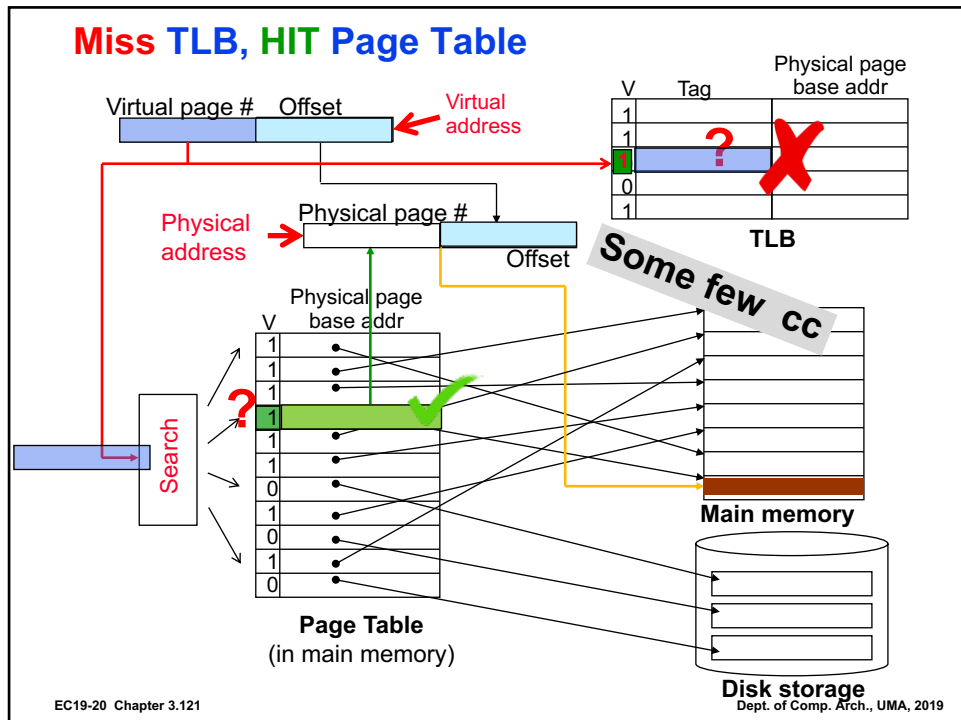 Miss TLB, HIT Page Table
Virtual page #
Offset
Virtual
address
V
Tag
Physical page
base addr
1
1
1
?
0
1
TLB
Physical
address
Physical page #
Offset
Some few cc
V
Physical page
base addr
1
1
1
?
1
1
1
0
1
0
1
0
Search
Page Table
(in main memory)
Main memory
Disk storage
EC19-20 Chapter 3.121
Dept. of Comp. Arch., UMA, 2019